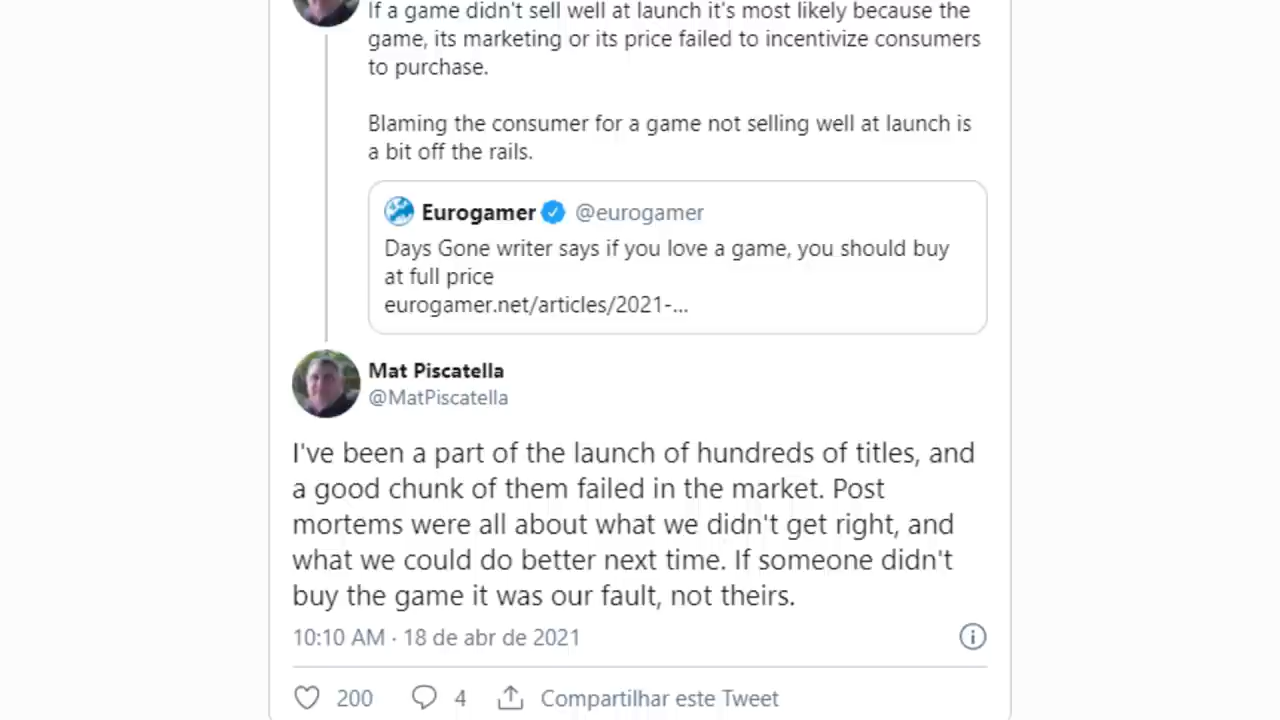 If a game didn't sell well at launch it's most likely because the
game, its marketing or its price failed to incentivize consumers
to purchase.
Blaming the consumer for a game not selling well at launch is
a bit off the rails.
Eurogamer @eurogamer
Days Gone writer says if you love a game, you should buy
at full price
eurogamer.net/articles/2021-...
Mat Piscatella
@MatPiscatella
I've been a part of the launch of hundreds of titles, and
a good chunk of them failed in the market. Post
mortems were all about what we didn't get right, and
what we could do better next time. If someone didn't
buy the game it was our fault, not theirs.
10:10 AM · 18 de abr de 2021
200 4 Compartilhar este Tweet